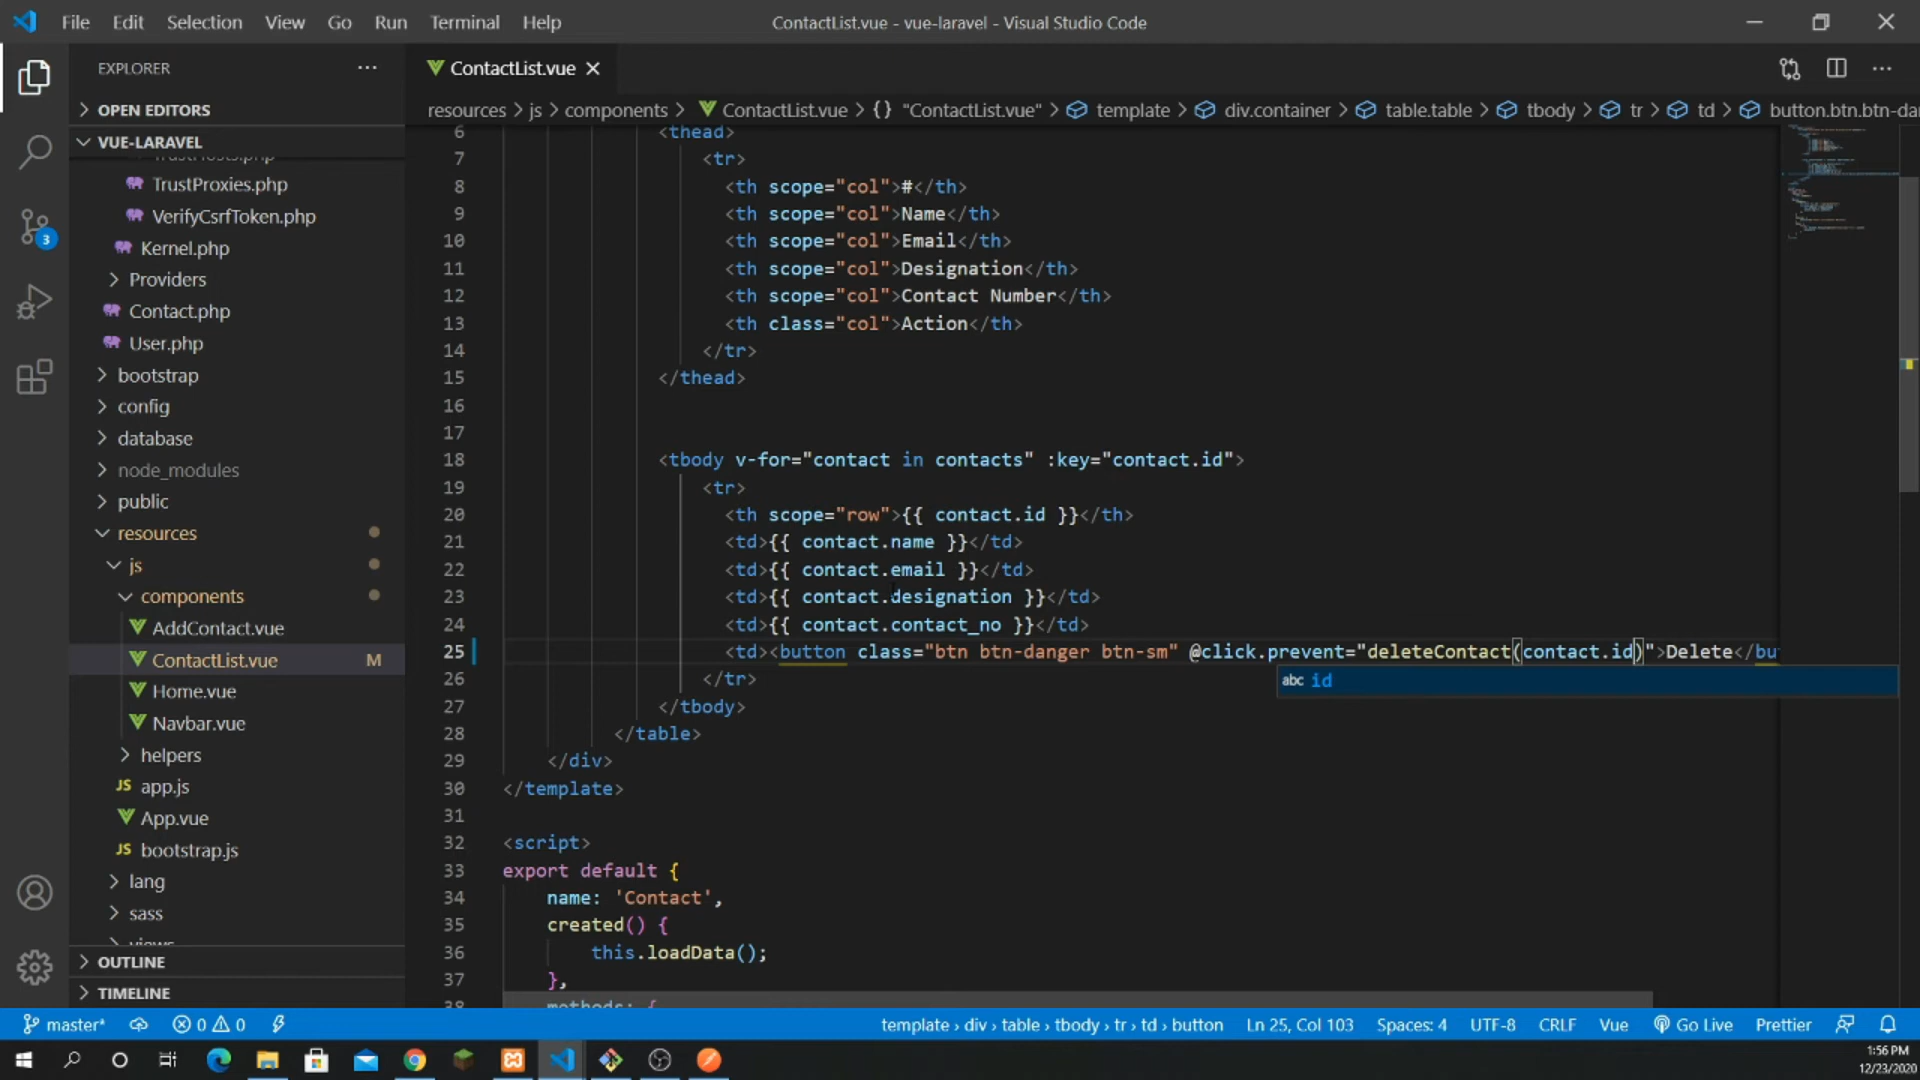 File Edit Selection View Go Run Terminal Help
ContactList.vue - vue-laravel - Visual Studio Code
EXPLORER
ContactList.vue
OPEN EDITORS
resources > js > components > ContactList.vue > {} "ContactList.vue" > template > div.container > table.table > tbody > tr > td > button.btn.btn-da
VUE-LARAVEL
TrustHosts.php
TrustProxies.php
VerifyCsrfToken.php
Kernel.php
Providers
Contact.php
User.php
bootstrap
config
database
node_modules
public
resources
js
components
AddContact.vue
ContactList.vue M
Home.vue
Navbar.vue
helpers
JS app.js
App.vue
JS bootstrap.js
lang
sass
views
OUTLINE
TIMELINE
3
6 <thead>
7 <tr>
8 <th scope="col">#</th>
9 <th scope="col">Name</th>
10 <th scope="col">Email</th>
11 <th scope="col">Designation</th>
12 <th scope="col">Contact Number</th>
13 <th class="col">Action</th>
14 </tr>
15 </thead>
16
17
18 <tbody v-for="contact in contacts" :key="contact.id">
19 <tr>
20 <th scope="row">{{ contact.id }}</th>
21 <td>{{ contact.name }}</td>
22 <td>{{ contact.email }}</td>
23 <td>{{ contact.designation }}</td>
24 <td>{{ contact.contact_no }}</td>
25 <td><button class="btn btn-danger btn-sm" @click.prevent="deleteContact(contact.id)">Delete</bu
abc id
26 </tr>
27 </tbody>
28 </table>
29 </div>
30 </template>
31
32 <script>
33 export default {
34 name: 'Contact',
35 created() {
36 this.loadData();
37 },
38 methods: {
master* 0 0 template › div › table › tbody › tr › td › button Ln 25, Col 103 Spaces: 4 UTF-8 CRLF Vue Go Live Prettier
1:56 PM
12/23/2020